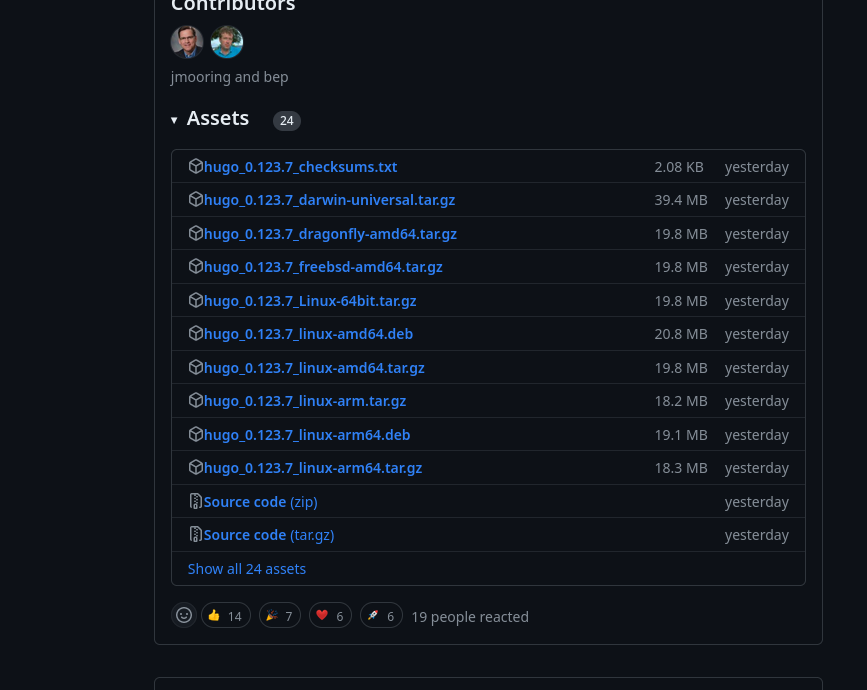 Contributors
jmooring and bep
Assets 24
hugo_0.123.7_checksums.txt 2.08 KB yesterday
hugo_0.123.7_darwin-universal.tar.gz 39.4 MB yesterday
hugo_0.123.7_dragonfly-amd64.tar.gz 19.8 MB yesterday
hugo_0.123.7_freebsd-amd64.tar.gz 19.8 MB yesterday
hugo_0.123.7_Linux-64bit.tar.gz 19.8 MB yesterday
hugo_0.123.7_linux-amd64.deb 20.8 MB yesterday
hugo_0.123.7_linux-amd64.tar.gz 19.8 MB yesterday
hugo_0.123.7_linux-arm.tar.gz 18.2 MB yesterday
hugo_0.123.7_linux-arm64.deb 19.1 MB yesterday
hugo_0.123.7_linux-arm64.tar.gz 18.3 MB yesterday
Source code (zip) yesterday
Source code (tar.gz) yesterday
Show all 24 assets
14 7 6 6 19 people reacted